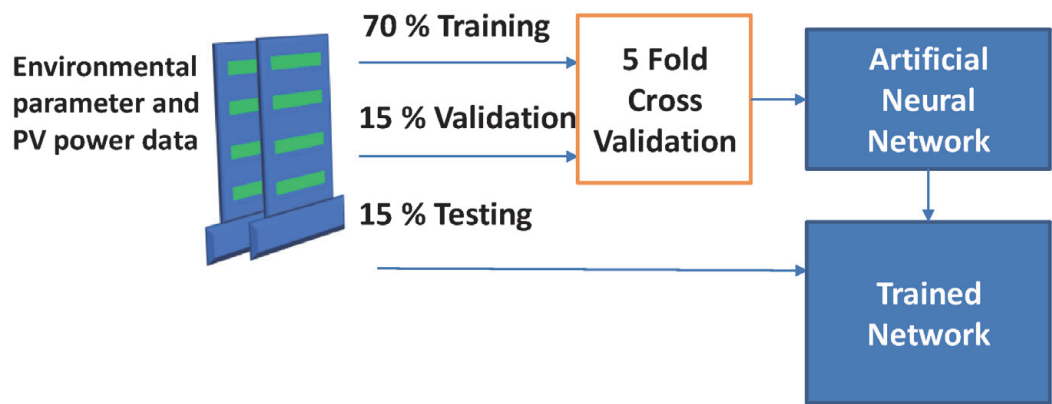 Environmental
parameter and
PV power data
70 % Training
15 % Validation
15 % Testing
5 Fold
Cross
Validation
Artificial
Neural
Network
Trained
Network